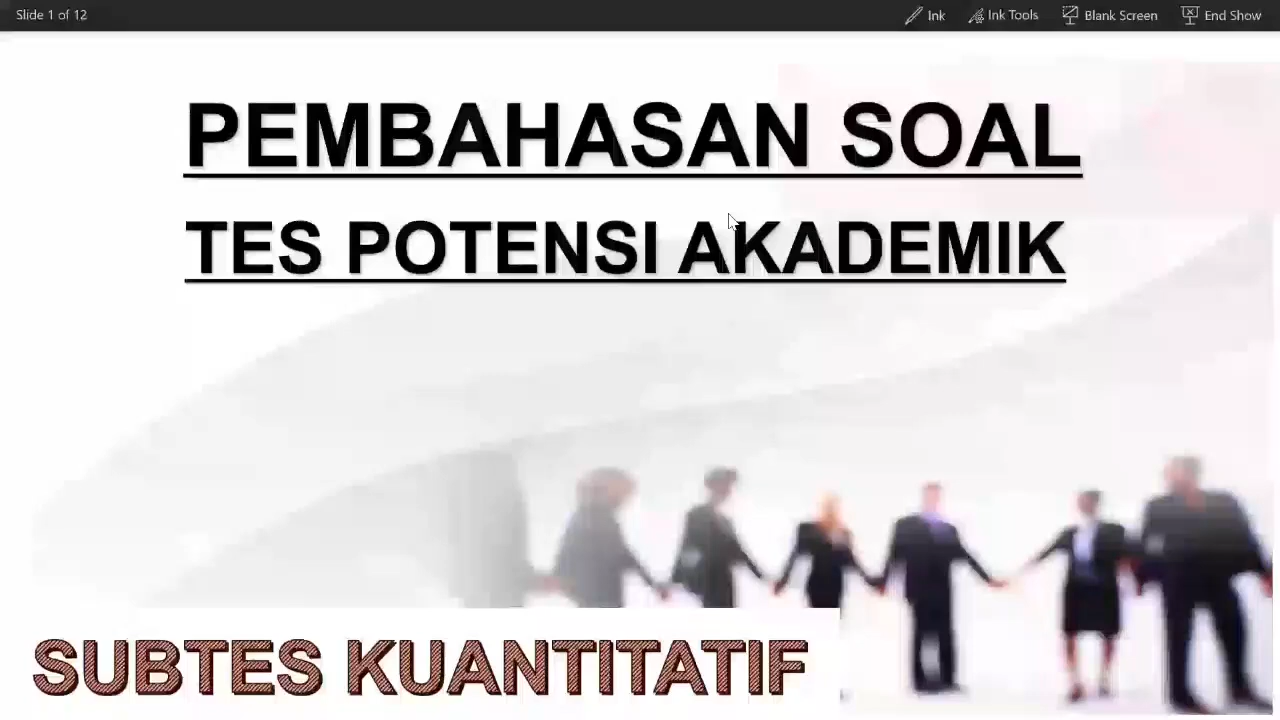 Slide 1 of 12
Ink
Ink Tools
Blank Screen
End Show
PEMBAHASAN SOAL
TES POTENSI AKADEMIK
SUBTES KUANTITATIF